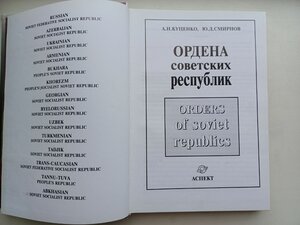 RUSSIAN
SOVIET FEDERATIVE SOCIALIST REPUBLIC
AZERBAIJAN
SOVIET SOCIALIST REPUBLIC
UKRAINIAN
SOVIET SOCIALIST REPUBLIC
ARMENIAN
SOVIET SOCIALIST REPUBLIC
BUKHARA
PEOPLE'S SOVIET REPUBLIC
KHOREZM
PEOPLE'S(SOCIALIST) SOVIET REPUBLIC
GEORGIAN
SOVIET SOCIALIST REPUBLIC
BYELORUSSIAN
SOVIET SOCIALIST REPUBLIC
UZBEK
SOVIET SOCIALIST REPUBLIC
TURKMENIAN
SOVIET SOCIALIST REPUBLIC
TADJIK
SOVIET SOCIALIST REPUBLIC
TRANS-CAUCASIAN
SOVIET FEDERATIVE SOCIALIST REPUBLIC
TANNU-TUVA
PEOPLE'S REPUBLIC
ABKHASIAN
SOVIET SOCIALIST REPUBLIC
А.Н.КУЦЕНКО, Ю.Д.СМИРНОВ
ОРДЕНА
советских
республик
ORDERS
of soviet
republics
АСПЕКТ